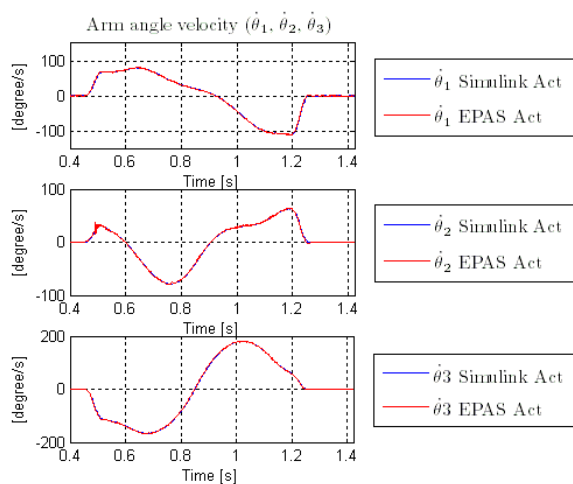 Arm angle velocity (θ̇₁, θ̇₂, θ̇₃)
[degree/s]
100
0
-100
0.4 0.6 0.8 1 1.2 1.4
Time [s]
θ̇₁ Simulink Act
θ̇₁ EPAS Act
[degree/s]
100
0
-100
0.4 0.6 0.8 1 1.2 1.4
Time [s]
θ̇₂ Simulink Act
θ̇₂ EPAS Act
[degree/s]
200
0
-200
0.4 0.6 0.8 1 1.2 1.4
Time [s]
θ̇3 Simulink Act
θ̇3 EPAS Act